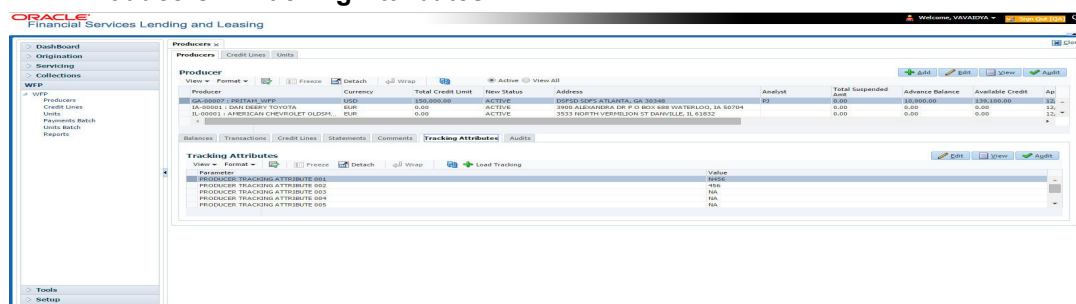 ORACLE
Financial Services Lending and Leasing
Welcome, VAVAIDYA
Sign Out [QA]
DashBoard
Origination
Servicing
Collections
WFP
WFP
Producers
Credit Lines
Units
Payments Batch
Units Batch
Reports
Tools
Setup
Producers
Producers Credit Lines Units
Producer
Add Edit View Audit
View Format Freeze Detach Wrap Active View All
Producer Currency Total Credit Limit New Status Address Analyst Total Suspended Amt Advance Balance Available Credit Ap
GA-00007 : PRITAM_WFP USD 150,000.00 ACTIVE DSFSD SDFS ATLANTA, GA 30348 PJ 0.00 10,900.00 139,100.00 12,
IA-00001 : DAN DEERY TOYOTA EUR 0.00 ACTIVE 3900 ALEXANDRA DR P O BOX 688 WATERLOO, IA 50704 0.00 0.00 0.00 12,
IL-00001 : AMERICAN CHEVROLET OLDSM... EUR 0.00 ACTIVE 3533 NORTH VERMILION ST DANVILLE, IL 61832 0.00 0.00 0.00 12,
Balances Transactions Credit Lines Statements Comments Tracking Attributes Audits
Tracking Attributes
Edit View Audit
View Format Freeze Detach Wrap Load Tracking
Parameter Value
PRODUCER TRACKING ATTRIBUTE 001 N456
PRODUCER TRACKING ATTRIBUTE 002 456
PRODUCER TRACKING ATTRIBUTE 003 NA
PRODUCER TRACKING ATTRIBUTE 004 NA
PRODUCER TRACKING ATTRIBUTE 005 NA